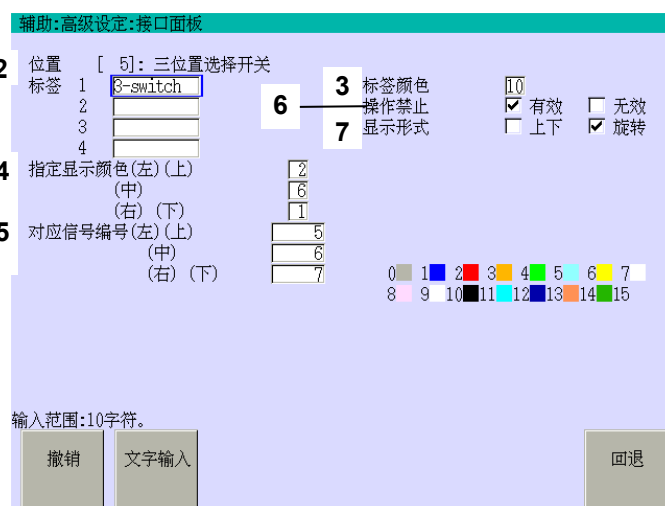 辅助:高级设定:接口面板
2 位置 [ 5]: 三位置选择开关
标签 1 3-switch
2
3
4
3 标签颜色 10
6 操作禁止 有效 无效
7 显示形式 上下 旋转
4 指定显示颜色(左)(上) 2
(中) 6
(右) (下) 1
5 对应信号编号(左)(上) 5
(中) 6
(右) (下) 7
0 1 2 3 4 5 6 7
8 9 10 11 12 13 14 15
输入范围:10字符。
撤销 文字输入 回退